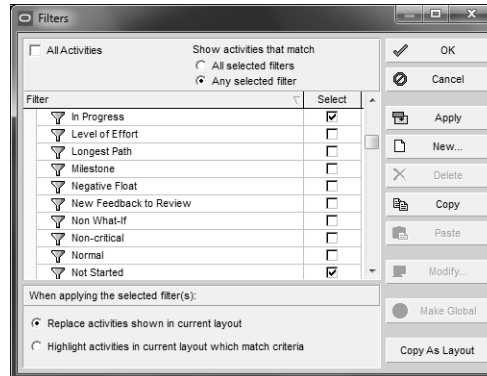 Filters
All Activities
Show activities that match
All selected filters
Any selected filter
Filter Select
In Progress
Level of Effort
Longest Path
Milestone
Negative Float
New Feedback to Review
Non What-If
Non-critical
Normal
Not Started
When applying the selected filter(s):
Replace activities shown in current layout
Highlight activities in current layout which match criteria
OK
Cancel
Apply
New...
Delete
Copy
Paste
Modify...
Make Global
Copy As Layout